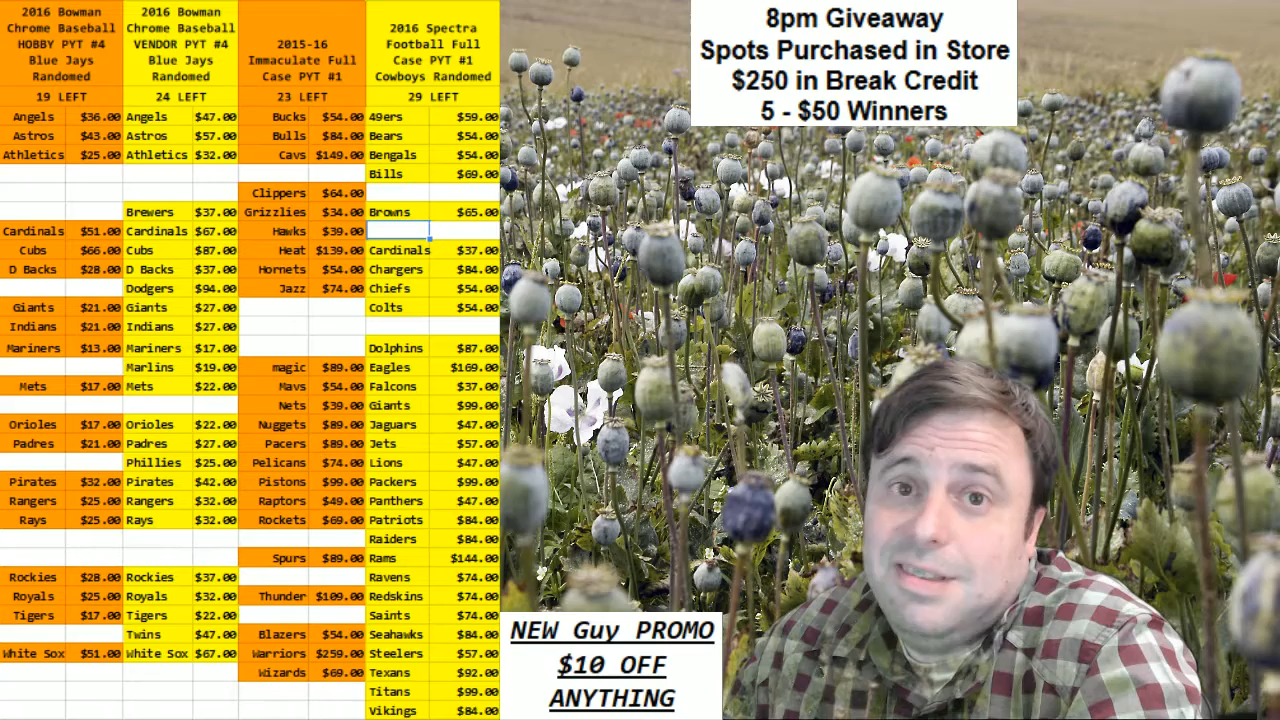 2016 Bowman
Chrome Baseball
HOBBY PYT #4
Blue Jays
Randomed
19 LEFT
Angels $36.00
Astros $43.00
Athletics $25.00
Cardinals $51.00
Cubs $66.00
D Backs $28.00
Giants $21.00
Indians $21.00
Mariners $13.00
Mets $17.00
Orioles $17.00
Padres $21.00
Pirates $32.00
Rangers $25.00
Rays $25.00
Rockies $28.00
Royals $25.00
Tigers $17.00
White Sox $51.00
2016 Bowman
Chrome Baseball
VENDOR PYT #4
Blue Jays
Randomed
24 LEFT
Angels $47.00
Astros $57.00
Athletics $32.00
Brewers $37.00
Cardinals $67.00
Cubs $87.00
D Backs $37.00
Dodgers $94.00
Giants $27.00
Indians $27.00
Mariners $17.00
Marlins $19.00
Mets $22.00
Orioles $22.00
Padres $27.00
Phillies $25.00
Pirates $42.00
Rangers $32.00
Rays $32.00
Rockies $37.00
Royals $32.00
Tigers $22.00
Twins $47.00
White Sox $67.00
2015-16
Immaculate Full
Case PYT #1
23 LEFT
Bucks $54.00
Bulls $84.00
Cavs $149.00
Clippers $64.00
Grizzlies $34.00
Hawks $39.00
Heat $139.00
Hornets $54.00
Jazz $74.00
magic $89.00
Mavs $54.00
Nets $39.00
Nuggets $89.00
Pacers $89.00
Pelicans $74.00
Pistons $99.00
Raptors $49.00
Rockets $69.00
Spurs $89.00
Thunder $109.00
Blazers $54.00
Warriors $259.00
Wizards $69.00
2016 Spectra
Football Full
Case PYT #1
Cowboys Randomed
29 LEFT
49ers $59.00
Bears $54.00
Bengals $54.00
Bills $69.00
Browns $65.00
Cardinals $37.00
Chargers $84.00
Chiefs $54.00
Colts $54.00
Dolphins $87.00
Eagles $169.00
Falcons $37.00
Giants $99.00
Jaguars $47.00
Jets $57.00
Lions $47.00
Packers $99.00
Panthers $47.00
Patriots $84.00
Raiders $84.00
Rams $144.00
Ravens $74.00
Redskins $74.00
Saints $74.00
Seahawks $84.00
Steelers $57.00
Texans $92.00
Titans $99.00
Vikings $84.00
8pm Giveaway
Spots Purchased in Store
$250 in Break Credit
5 - $50 Winners
NEW Guy PROMO
$10 OFF
ANYTHING